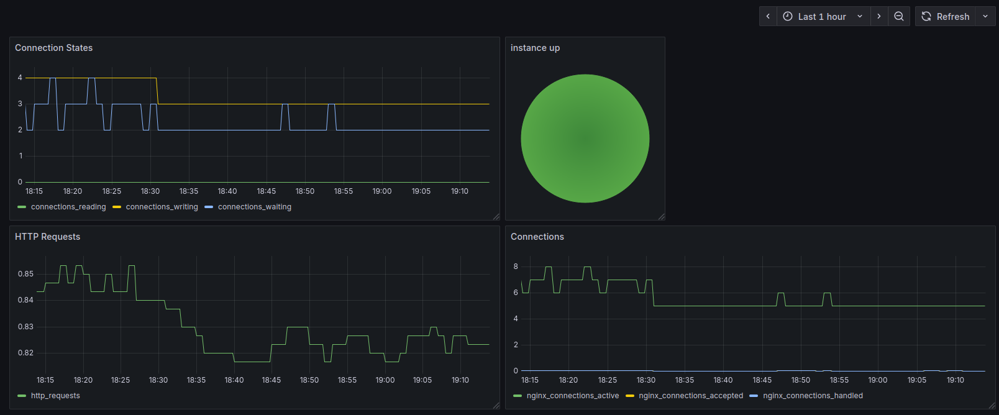 Last 1 hour Refresh
Connection States
4
3
2
1
0
18:15 18:20 18:25 18:30 18:35 18:40 18:45 18:50 18:55 19:00 19:05 19:10
connections_reading connections_writing connections_waiting
instance up
HTTP Requests
0.85
0.84
0.83
0.82
18:15 18:20 18:25 18:30 18:35 18:40 18:45 18:50 18:55 19:00 19:05 19:10
http_requests
Connections
8
6
4
2
0
18:15 18:20 18:25 18:30 18:35 18:40 18:45 18:50 18:55 19:00 19:05 19:10
nginx_connections_active nginx_connections_accepted nginx_connections_handled